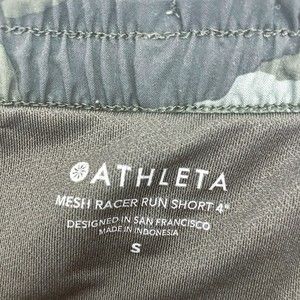 ATHLETA
MESH RACER RUN SHORT 4"
DESIGNED IN SAN FRANCISCO
MADE IN INDONESIA
S